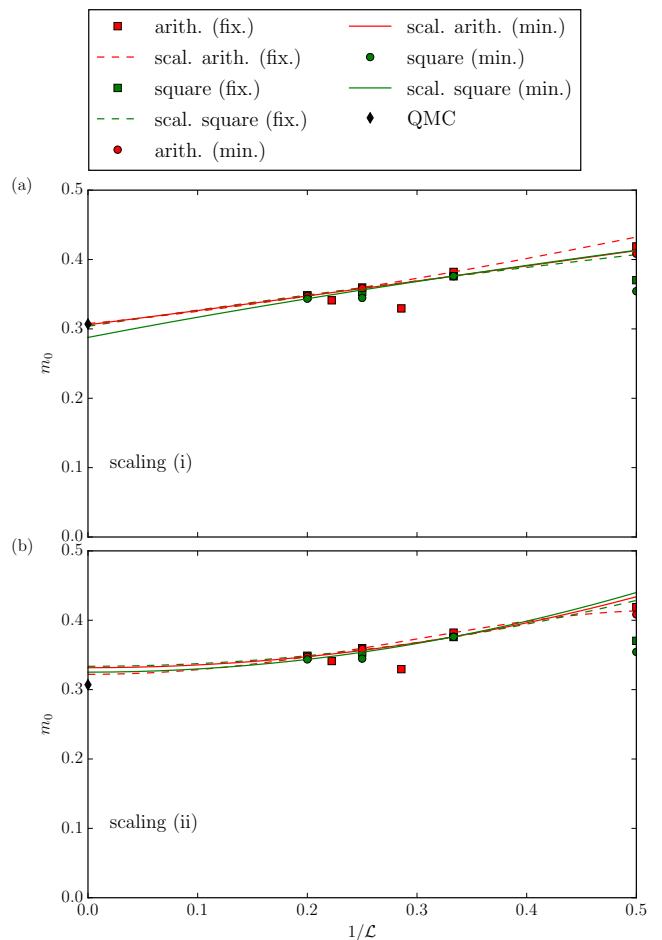 arith. (fix.)
scal. arith. (fix.)
square (fix.)
scal. square (fix.)
arith. (min.)
scal. arith. (min.)
square (min.)
scal. square (min.)
QMC
(a)
0.5
0.4
0.3
0.2
0.1
0.0
m₀
scaling (i)
(b)
0.5
0.4
0.3
0.2
0.1
0.0
m₀
scaling (ii)
0.0 0.1 0.2 0.3 0.4 0.5
1/ℒ